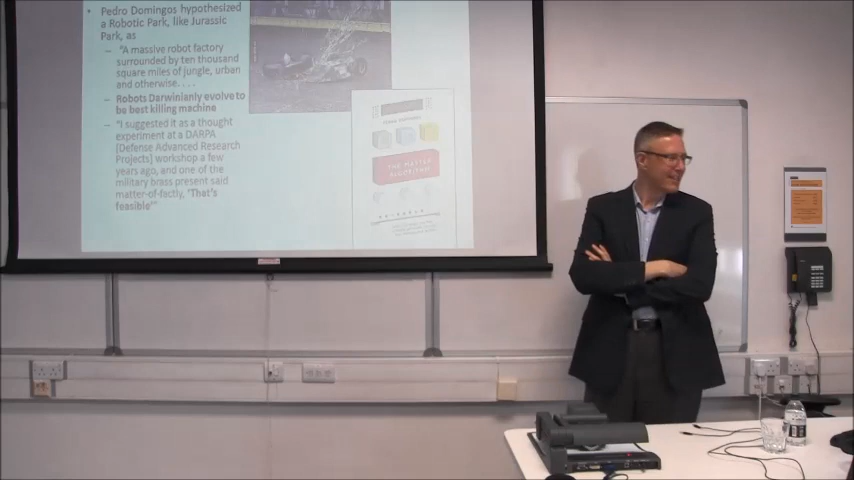 Pedro Domingos hypothesized
a Robotic Park, like Jurassic
Park, as
– "A massive robot factory
surrounded by ten thousand
square miles of jungle, urban
and otherwise. . . .
– Robots Darwinianly evolve to
be best killing machine
– "I suggested it as a thought
experiment at a DARPA
[Defense Advanced Research
Projects] workshop a few
years ago, and one of the
military brass present said
matter-of-factly, 'That's
feasible'"
THE MASTER
ALGORITHM